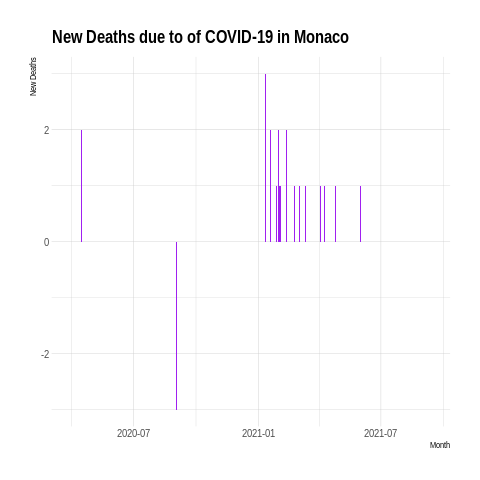 New Deaths due to of COVID-19 in Monaco
New Deaths
2
0
-2
2020-07
2021-01
2021-07
Month